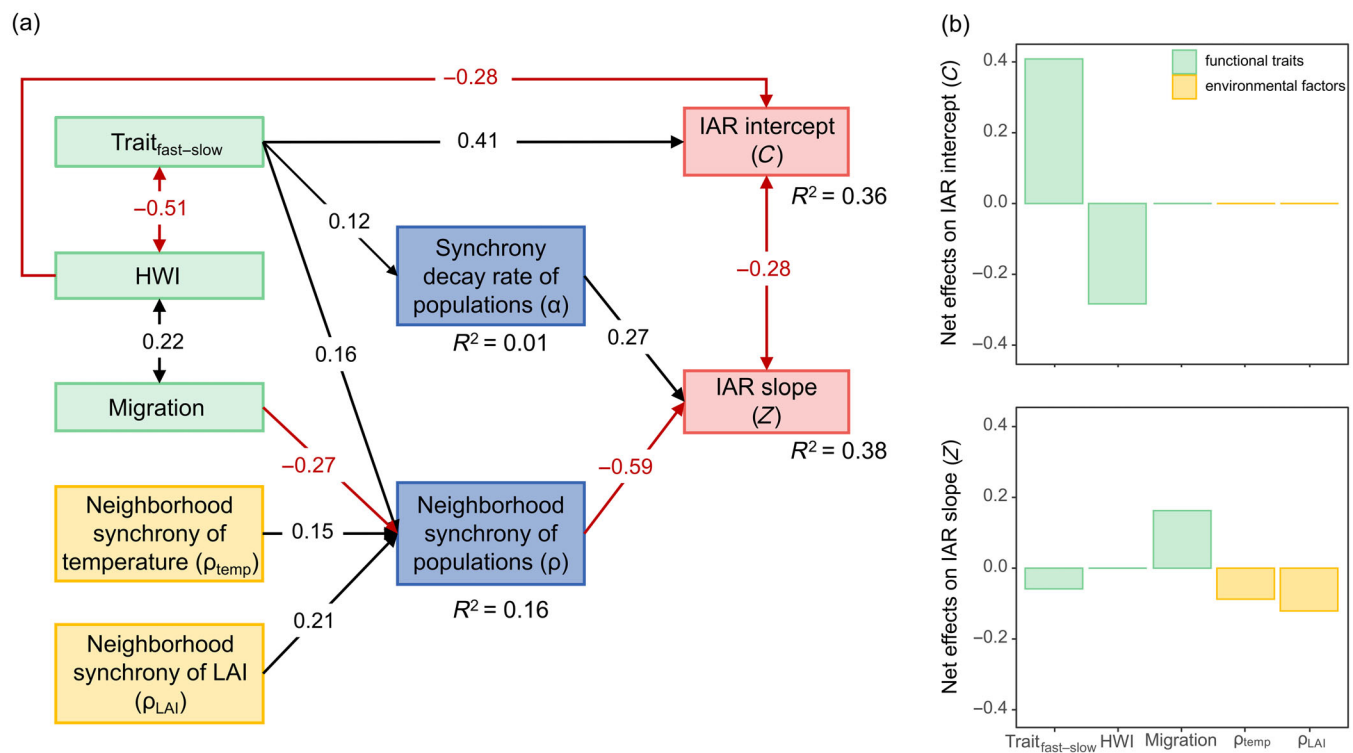 (a)
−0.28
Trait fast–slow
0.41
IAR intercept
(C)
R² = 0.36
−0.51
0.12
HWI
Synchrony
decay rate of
populations (α)
R² = 0.01
−0.28
0.22
0.16
0.27
Migration
IAR slope
(Z)
R² = 0.38
−0.27
−0.59
Neighborhood
synchrony of
temperature (ρtemp)
0.15
Neighborhood
synchrony of
populations (ρ)
R² = 0.16
0.21
Neighborhood
synchrony of LAI
(ρLAI)
(b)
Net effects on IAR intercept (C)
0.4
0.2
0.0
−0.2
−0.4
functional traits
environmental factors
Net effects on IAR slope (Z)
0.4
0.2
0.0
−0.2
−0.4
Trait fast–slow HWI Migration ρtemp ρLAI